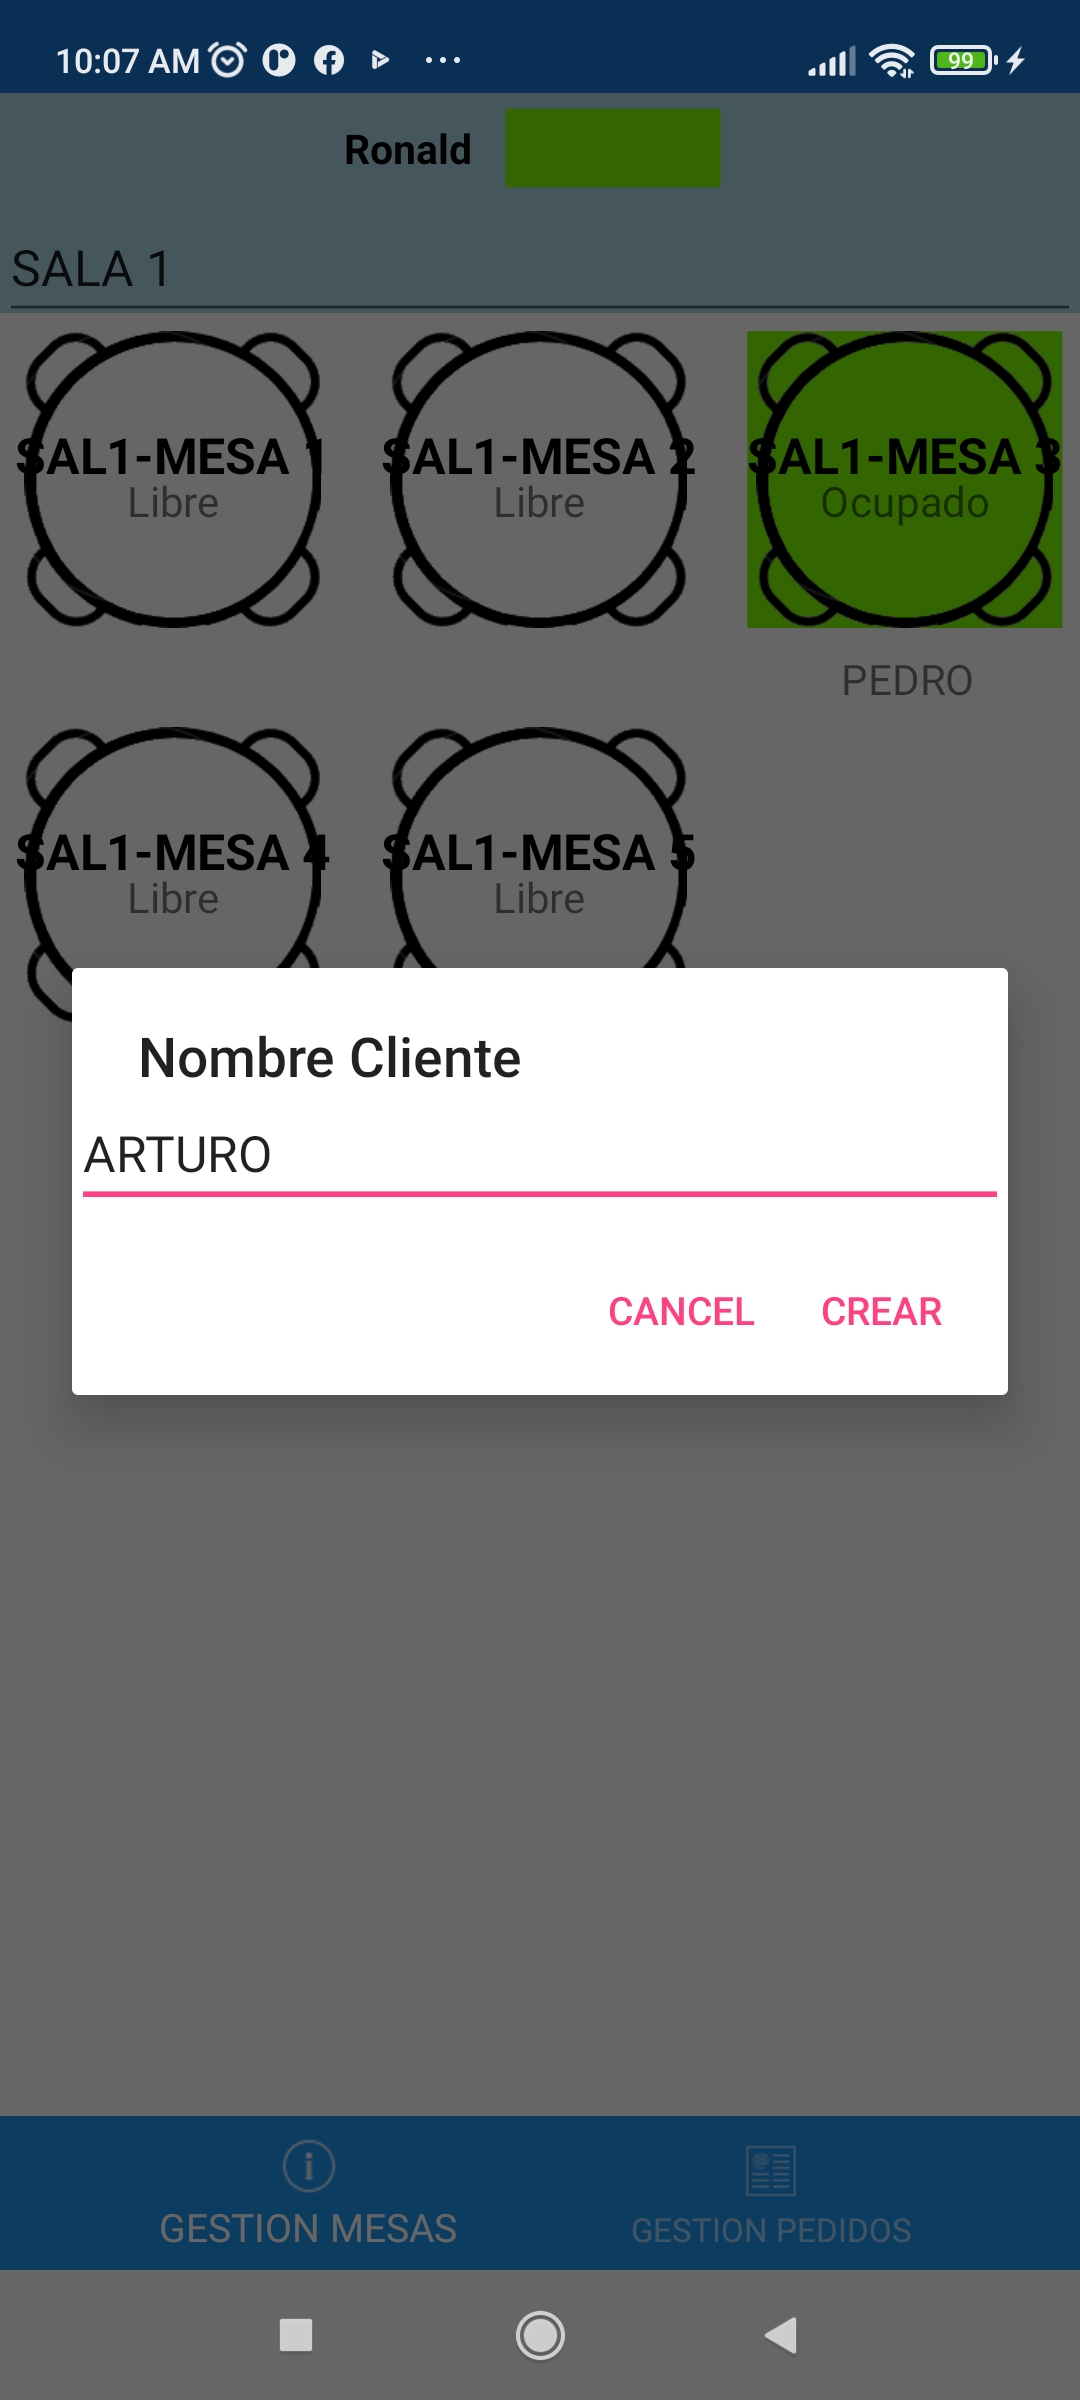 10:07 AM ... 99
Ronald
SALA 1
SAL1-MESA 1 SAL1-MESA 2 SAL1-MESA 3
Libre Libre Ocupado
PEDRO
SAL1-MESA 4 SAL1-MESA 5
Libre Libre
Nombre Cliente
ARTURO
CANCEL CREAR
GESTION MESAS GESTION PEDIDOS